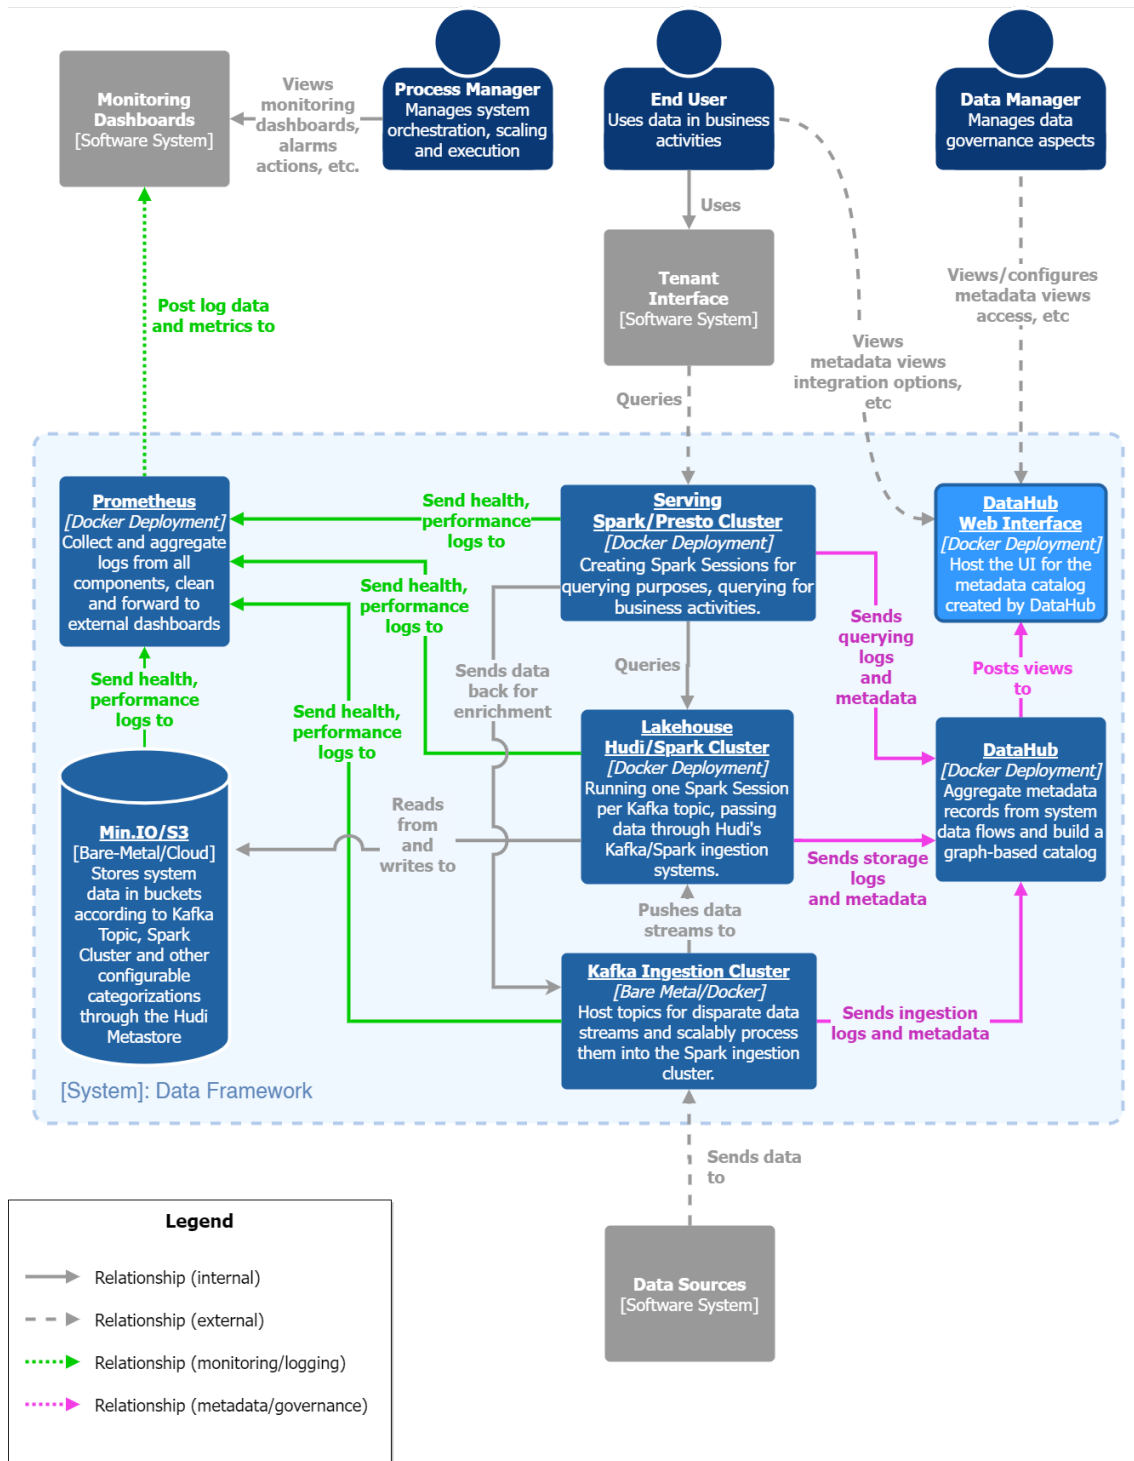 Monitoring
Dashboards
[Software System]
Views
monitoring
dashboards,
alarms
actions, etc.
Process Manager
Manages system
orchestration, scaling
and execution
End User
Uses data in business
activities
Data Manager
Manages data
governance aspects
Uses
Tenant
Interface
[Software System]
Views/configures
metadata views
access, etc
Post log data
and metrics to
Views
metadata views
integration options,
etc
Queries
Prometheus
[Docker Deployment]
Collect and aggregate
logs from all
components, clean
and forward to
external dashboards
Send health,
performance
logs to
Serving
Spark/Presto Cluster
[Docker Deployment]
Creating Spark Sessions for
querying purposes, querying for
business activities.
DataHub
Web Interface
[Docker Deployment]
Host the UI for the
metadata catalog
created by DataHub
Send health,
performance
logs to
Sends
querying
logs
and
metadata
Queries
Sends data
back for
enrichment
Posts views
to
Send health,
performance
logs to
Send health,
performance
logs to
Lakehouse
Hudi/Spark Cluster
[Docker Deployment]
Running one Spark Session
per Kafka topic, passing
data through Hudi's
Kafka/Spark ingestion
systems.
DataHub
[Docker Deployment]
Aggregate metadata
records from system
data flows and build a
graph-based catalog
Reads
from
and
writes to
Min.IO/S3
[Bare-Metal/Cloud]
Stores system
data in buckets
according to Kafka
Topic, Spark
Cluster and other
configurable
categorizations
through the Hudi
Metastore
Sends storage
logs
and metadata
Pushes data
streams to
Kafka Ingestion Cluster
[Bare Metal/Docker]
Host topics for disparate data
streams and scalably process
them into the Spark ingestion
cluster.
Sends ingestion
logs and metadata
[System]: Data Framework
Sends data
to
Data Sources
[Software System]
Legend
Relationship (internal)
Relationship (external)
Relationship (monitoring/logging)
Relationship (metadata/governance)